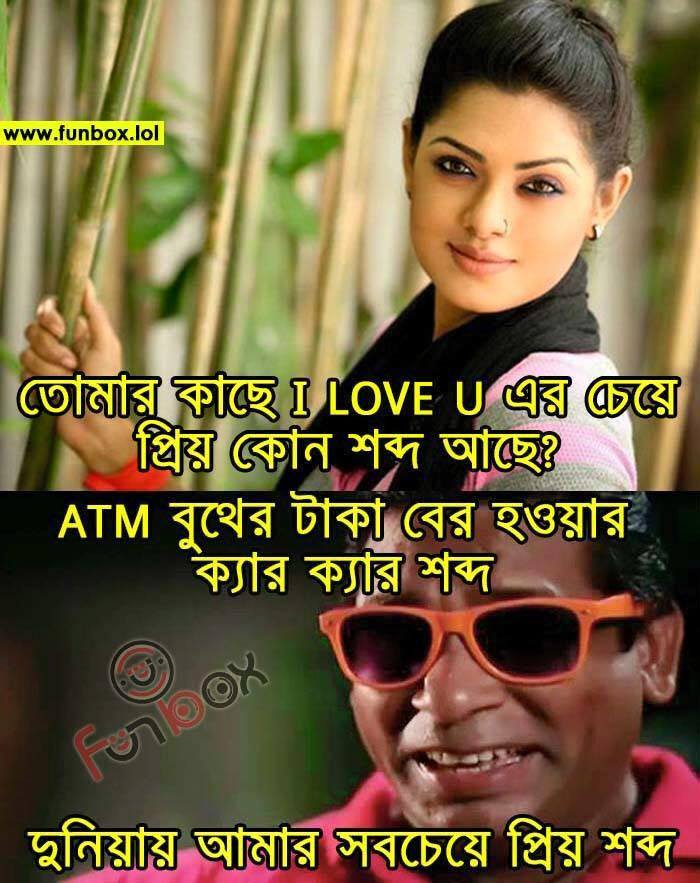 www.funbox.lol
তোমার কাছে I LOVE U এর চেয়ে
প্রিয় কোন শব্দ আছে?
ATM বুথের টাকা বের হওয়ার
ক্যার ক্যার শব্দ
Funbox
দুনিয়ায় আমার সবচেয়ে প্রিয় শব্দ